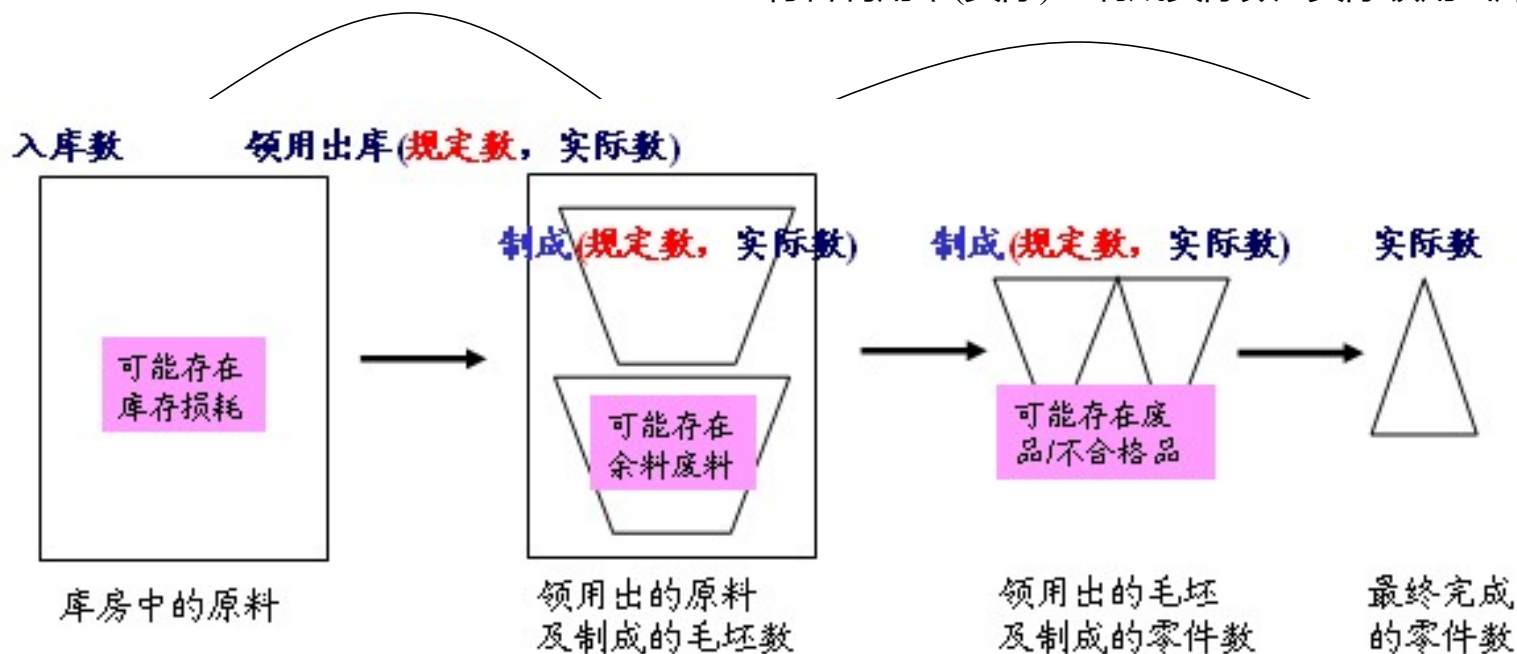 入库数
领用出库(规定数，实际数)
制成(规定数，实际数)
制成(规定数，实际数)
实际数
可能存在
库存损耗
可能存在
余料废料
可能存在废
品/不合格品
库房中的原料
领用出的原料
及制成的毛坯数
领用出的毛坯
及制成的零件数
最终完成
的零件数